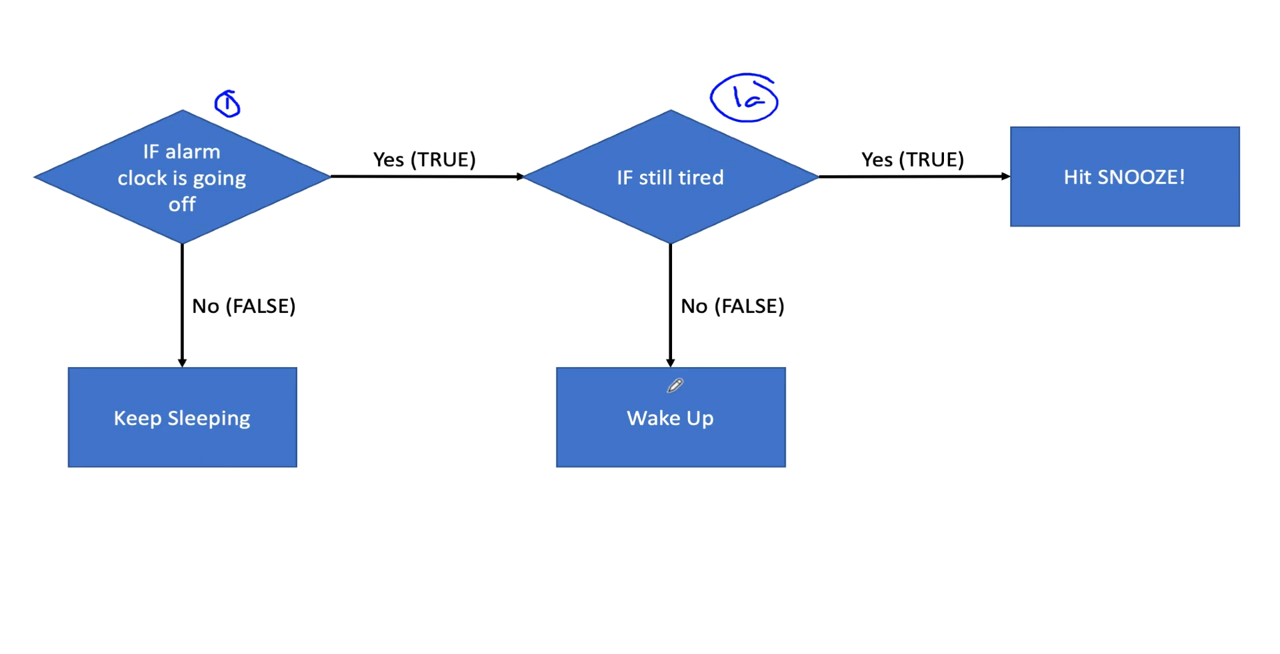 1
1a
IF alarm
clock is going
off
Yes (TRUE)
IF still tired
Yes (TRUE)
Hit SNOOZE!
No (FALSE)
No (FALSE)
Keep Sleeping
Wake Up